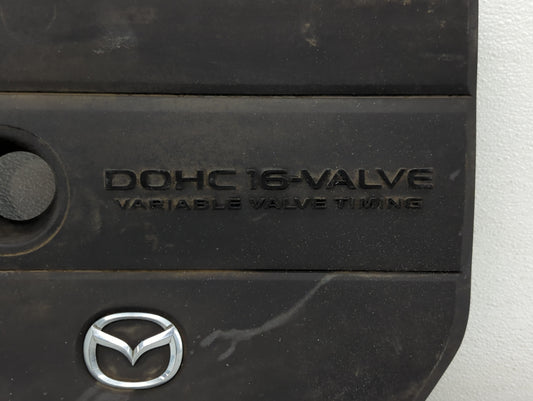 DOHC 16-VALVE
VARIABLE VALVE TIMING